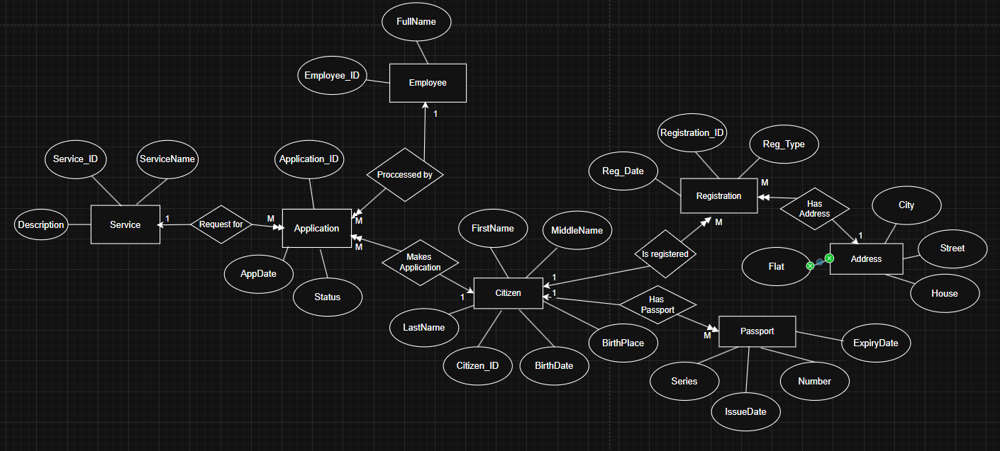 FullName
Employee_ID
Employee
1
Registration_ID
Reg_Type
Service_ID
ServiceName
Application_ID
Reg_Date
Proccessed by
M
Registration
Has
Address
City
Description
Service
1
Request for
M
Application
M
M
FirstName
MiddleName
M
1
Street
Is registered
Makes
Application
Flat
Address
AppDate
Status
1
House
1
Citizen
1
Has
Passport
LastName
M
Passport
BirthPlace
ExpiryDate
Citizen_ID
BirthDate
Series
Number
IssueDate